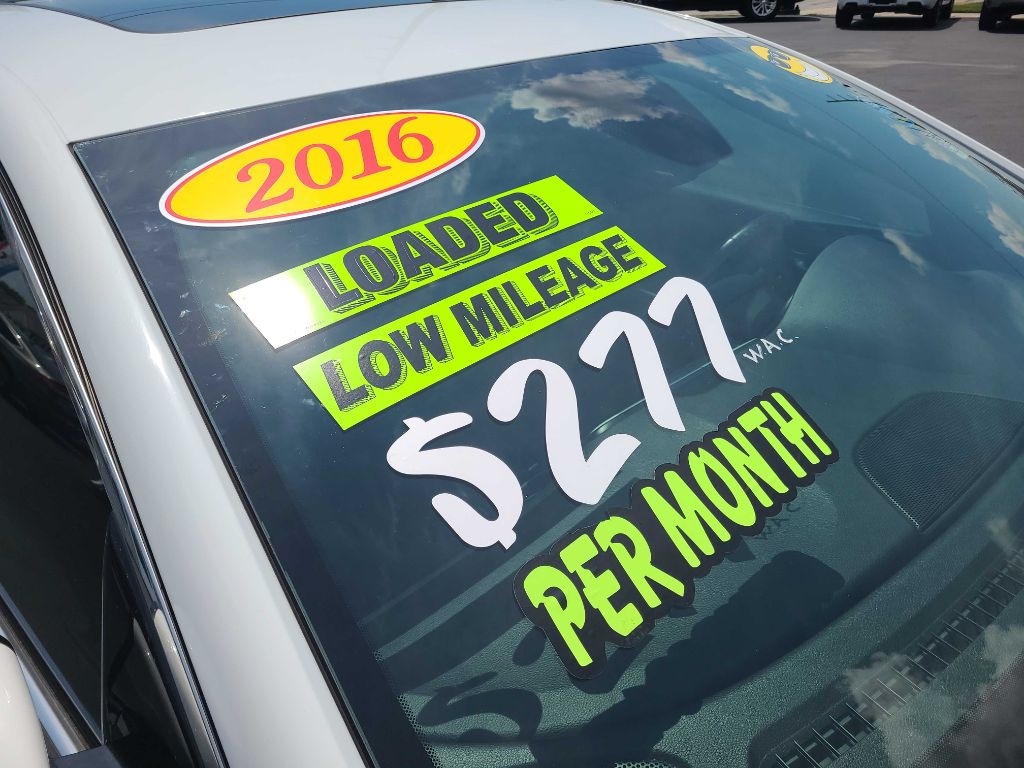 2016
LOADED
LOW MILEAGE
$277 W.A.C.
PER MONTH